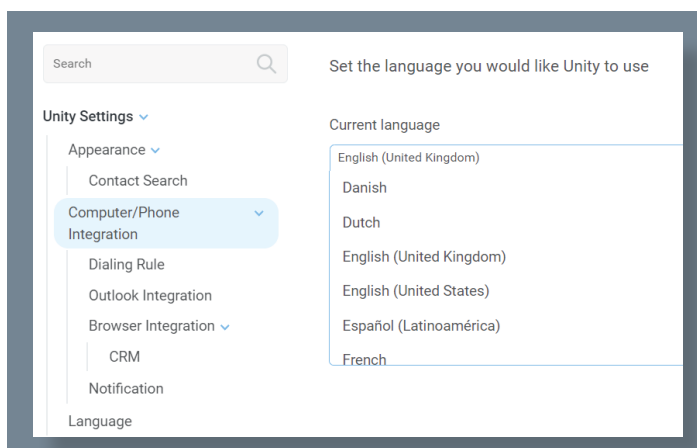 Search
Unity Settings
Appearance
Contact Search
Computer/Phone
Integration
Dialing Rule
Outlook Integration
Browser Integration
CRM
Notification
Language
Set the language you would like Unity to use
Current language
English (United Kingdom)
Danish
Dutch
English (United Kingdom)
English (United States)
Español (Latinoamérica)
French